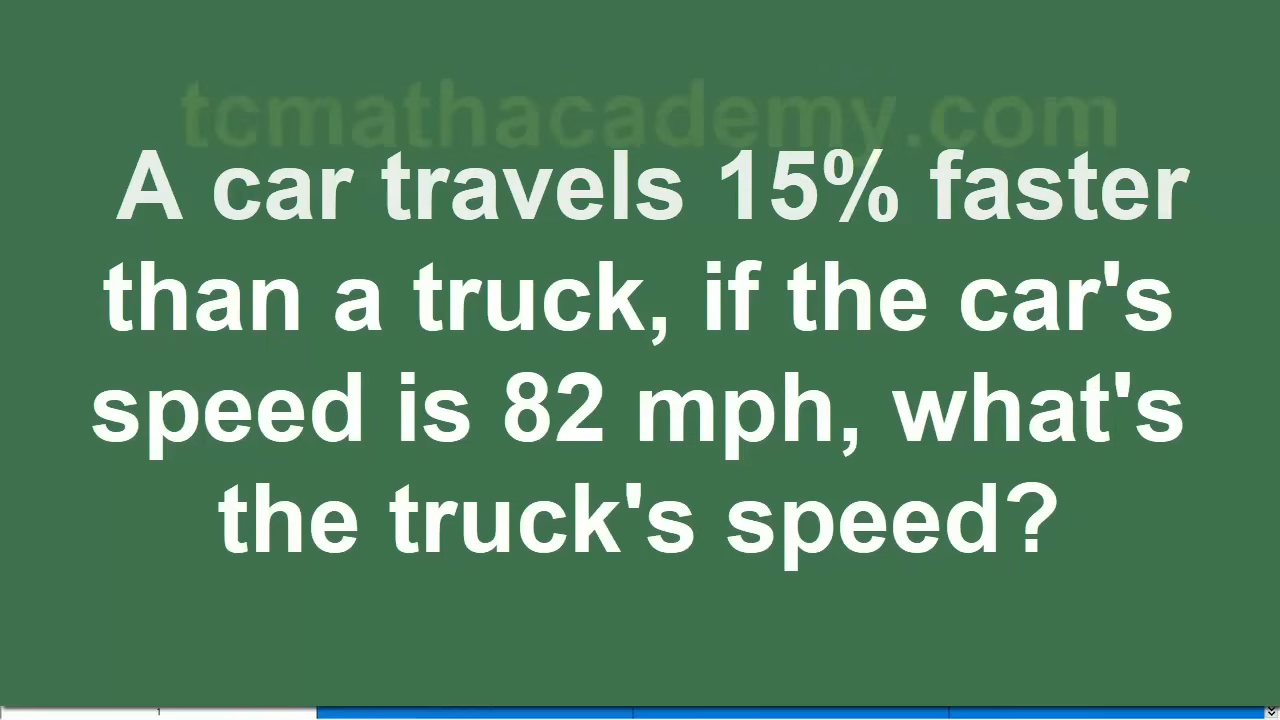 tcmathacademy.com
A car travels 15% faster
than a truck, if the car's
speed is 82 mph, what's
the truck's speed?
1